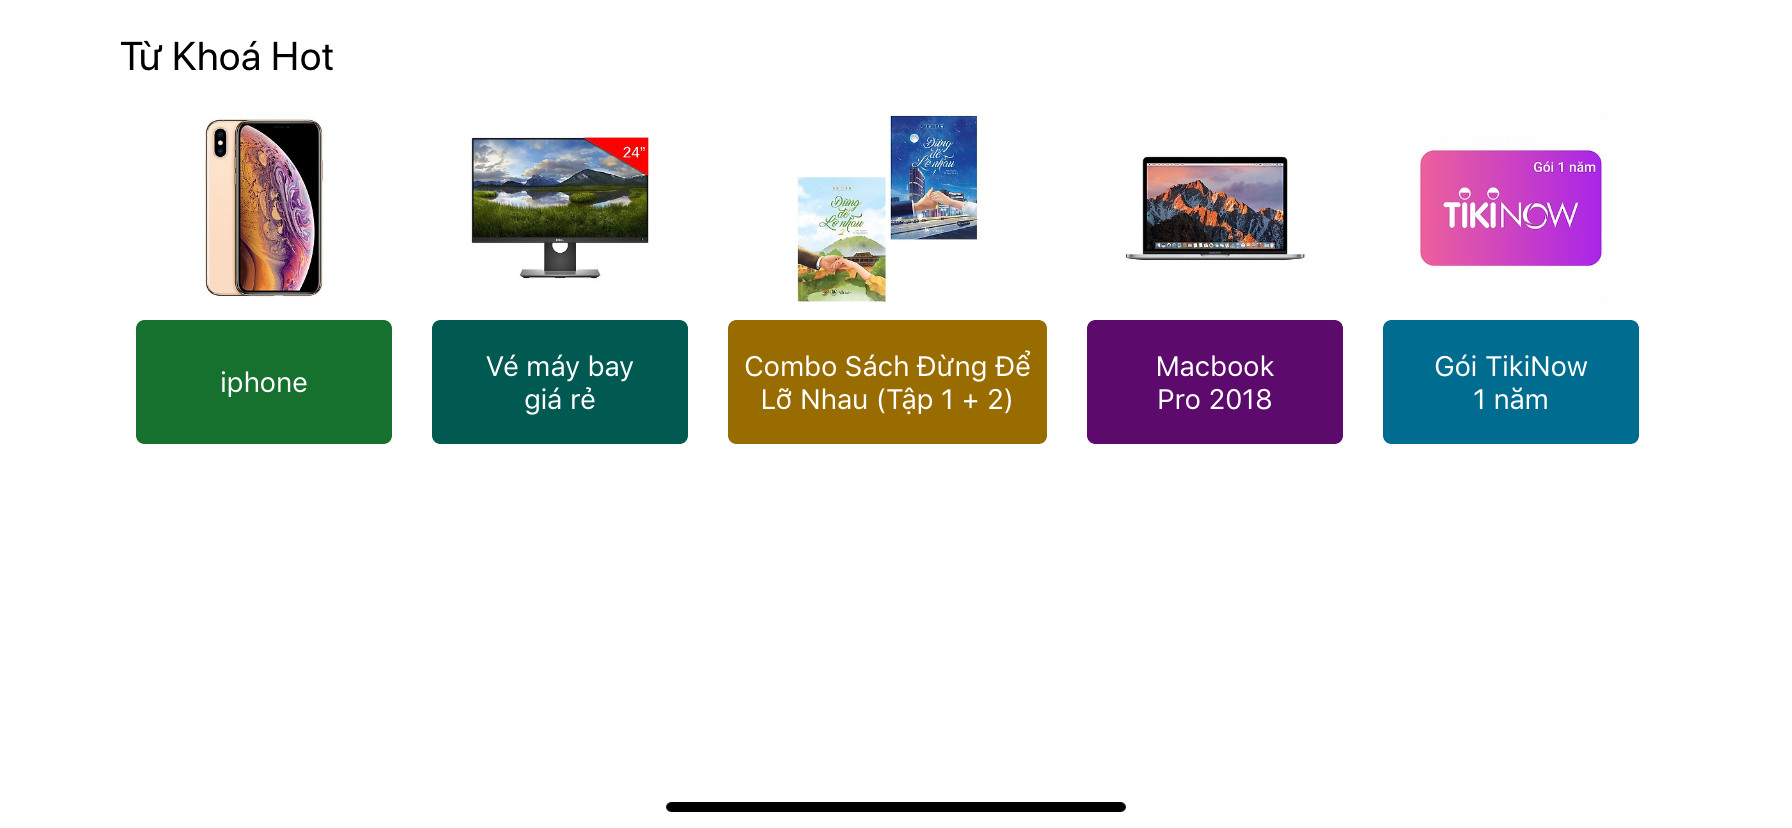 Từ Khoá Hot
24"
Đừng
để
Lỡ nhau
Đừng
để
Lỡ nhau
2
DELL
Gói 1 năm
TIKINOW
iphone
Vé máy bay
giá rẻ
Combo Sách Đừng Để
Lỡ Nhau (Tập 1 + 2)
Macbook
Pro 2018
Gói TikiNow
1 năm